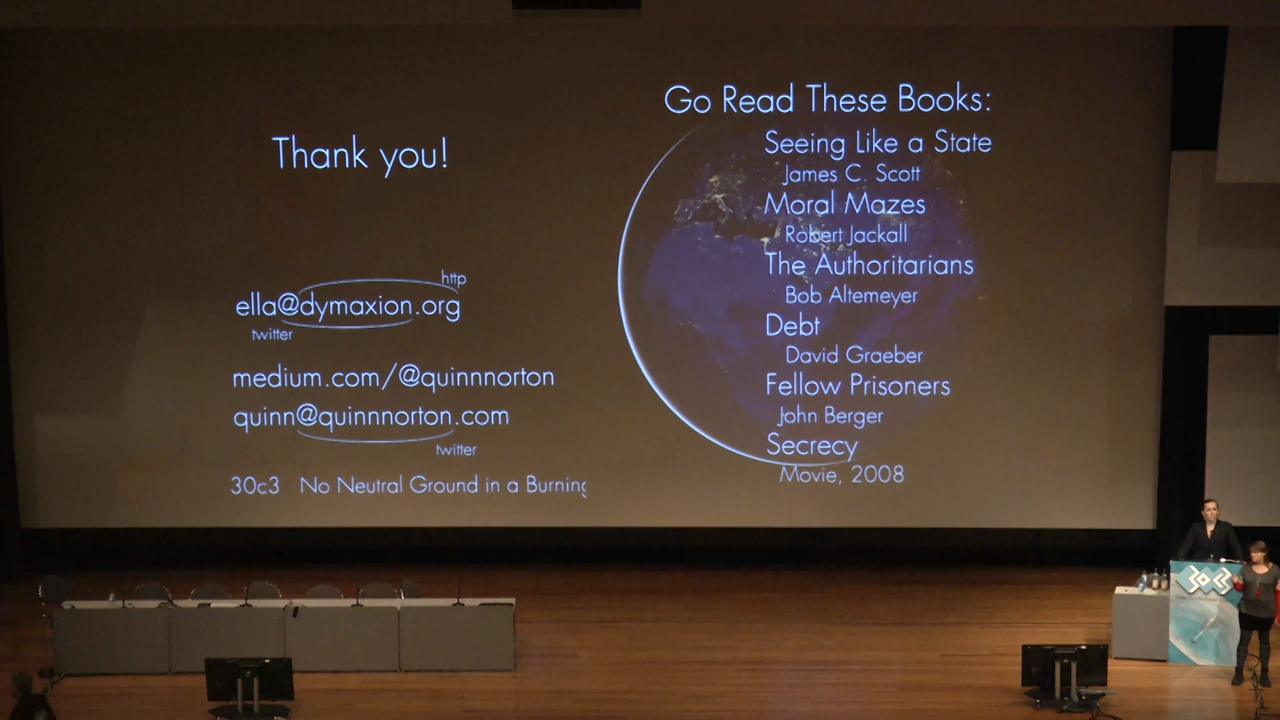 Thank you!
http
ella@dymaxion.org
twitter
medium.com/@quinnnorton
quinn@quinnnorton.com
twitter
30c3 No Neutral Ground in a Burning
Go Read These Books:
Seeing Like a State
James C. Scott
Moral Mazes
Robert Jackall
The Authoritarians
Bob Altemeyer
Debt
David Graeber
Fellow Prisoners
John Berger
Secrecy
Movie, 2008
30C3